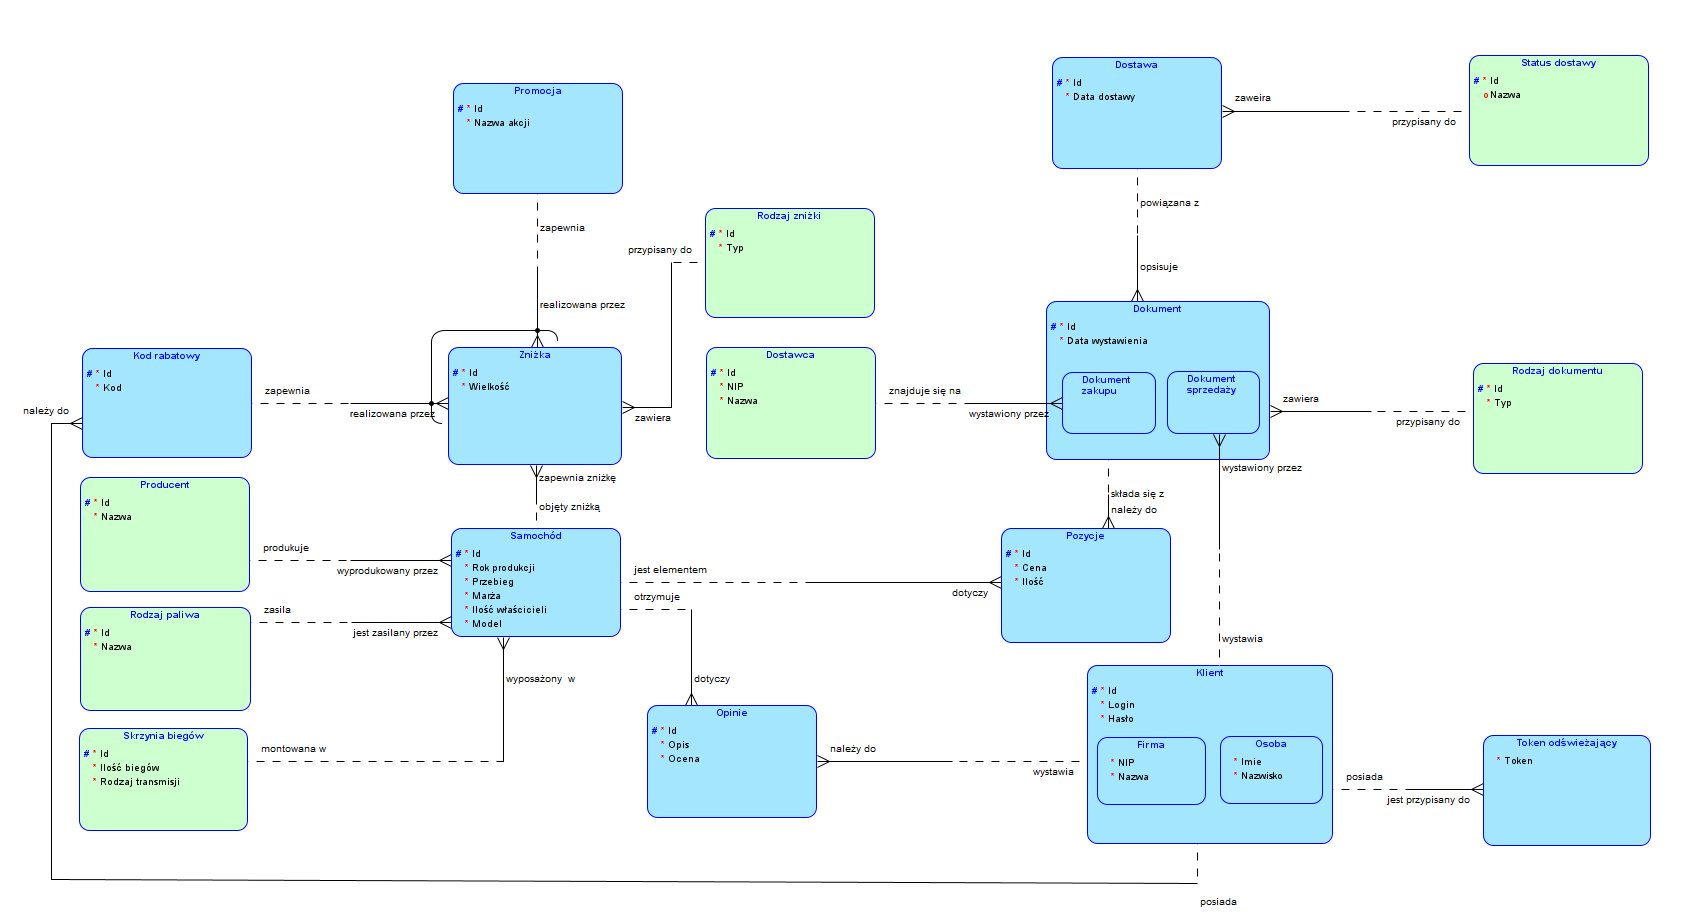 Promocja
# * Id
* Nazwa akcji
zapewnia
realizowana przez
Dostawa
# * Id
* Data dostawy
zaweira
przypisany do
Status dostawy
# * Id
o Nazwa
powiązana z
opsisuje
Rodzaj zniżki
# * Id
* Typ
przypisany do
zawiera
Kod rabatowy
# * Id
* Kod
należy do
zapewnia
realizowana przez
Zniżka
# * Id
* Wielkość
Dostawca
# * Id
* NIP
* Nazwa
znajduje się na
wystawiony przez
Dokument
# * Id
* Data wystawienia
Dokument
zakupu
Dokument
sprzedaży
zawiera
przypisany do
Rodzaj dokumentu
# * Id
* Typ
zapewnia zniżkę
objęty zniżką
wystawiony przez
składa się z
należy do
Producent
# * Id
* Nazwa
produkuje
wyprodukowany przez
Samochód
# * Id
* Rok produkcji
* Przebieg
* Marża
* Ilość właścicieli
* Model
jest elementem
dotyczy
otrzymuje
dotyczy
Pozycje
# * Id
* Cena
* Ilość
Rodzaj paliwa
# * Id
* Nazwa
zasila
jest zasilany przez
wystawia
wyposażony w
Skrzynia biegów
# * Id
* Ilość biegów
* Rodzaj transmisji
montowana w
Opinie
# * Id
* Opis
* Ocena
należy do
wystawia
Klient
# * Id
* Login
* Hasło
Firma
* NIP
* Nazwa
Osoba
* Imie
* Nazwisko
posiada
jest przypisany do
Token odświeżający
* Token
posiada